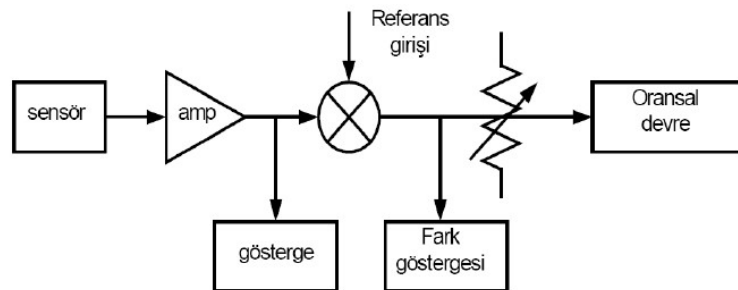 Referans
girişi
sensör
amp
Oransal
devre
gösterge
Fark
göstergesi